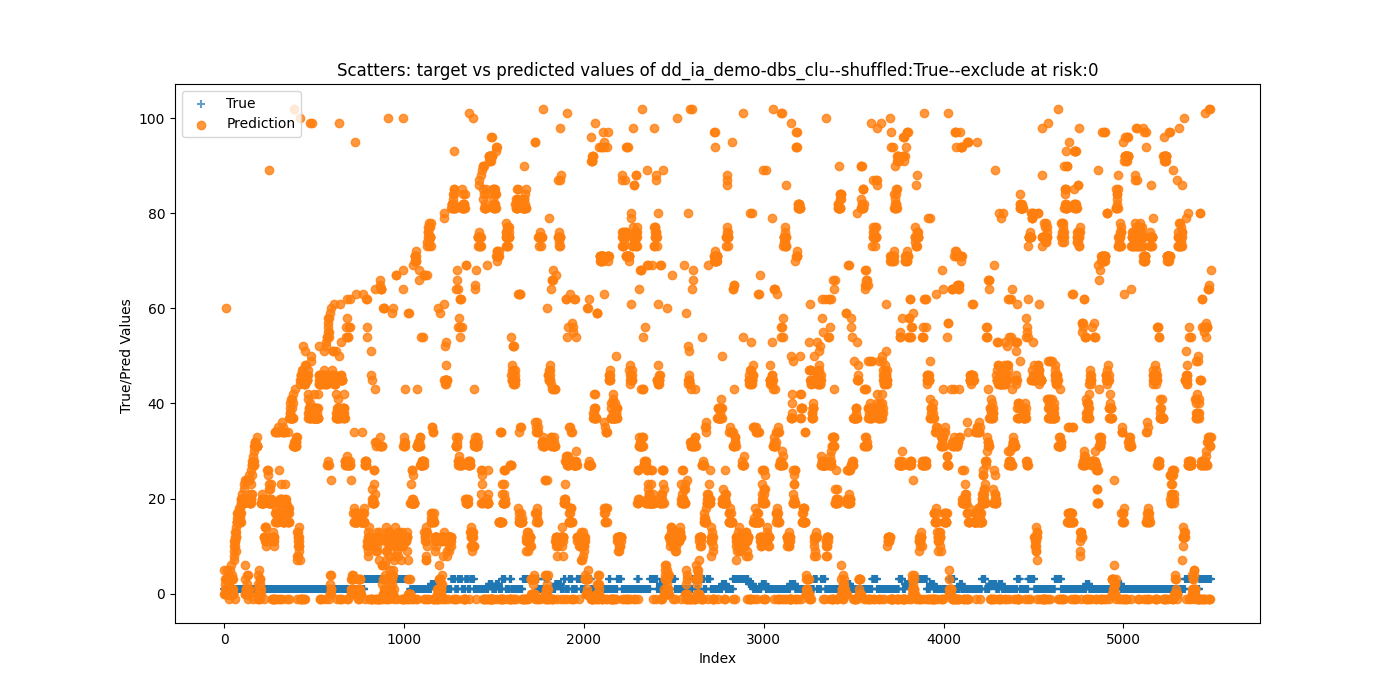 Scatters: target vs predicted values of dd_ia_demo-dbs_clu--shuffled:True--exclude at risk:0
True
Prediction
100
80
60
40
20
0
True/Pred Values
0 1000 2000 3000 4000 5000
Index